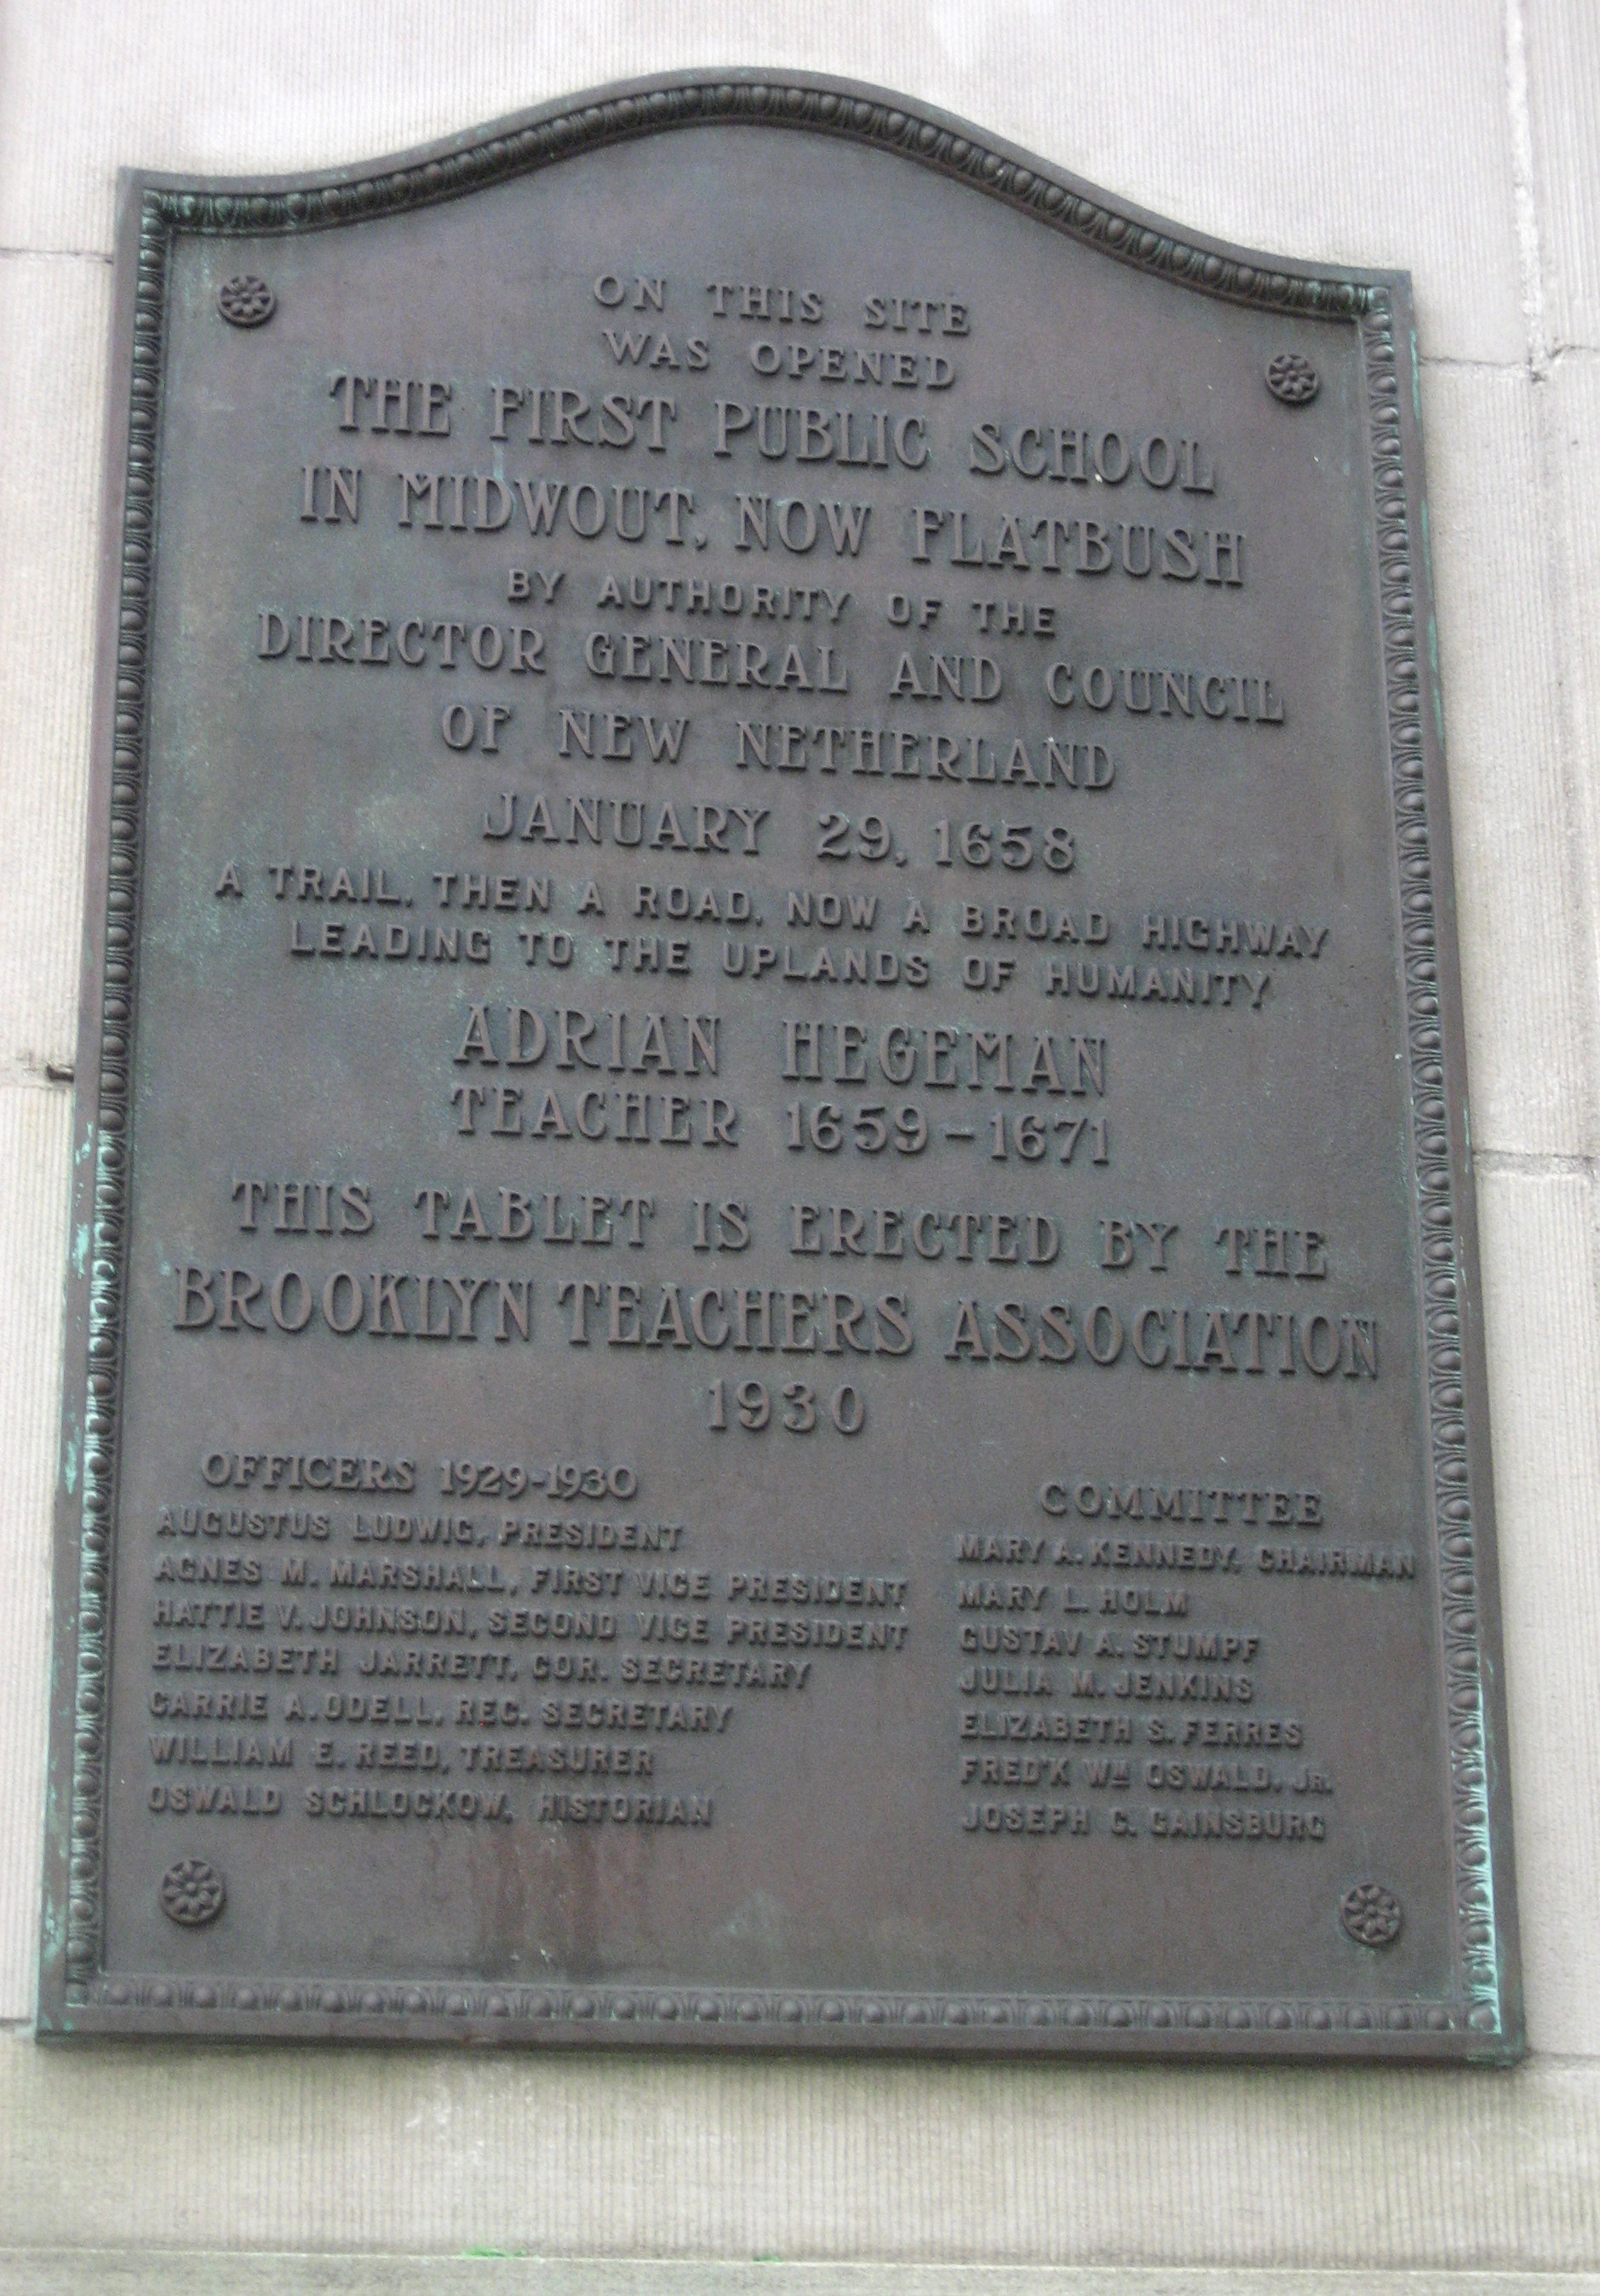 ON THIS SITE
WAS OPENED
THE FIRST PUBLIC SCHOOL
IN MIDWOUT, NOW FLATBUSH
BY AUTHORITY OF THE
DIRECTOR GENERAL AND COUNCIL
OF NEW NETHERLAND
JANUARY 29, 1658
A TRAIL, THEN A ROAD, NOW A BROAD HIGHWAY
LEADING TO THE UPLANDS OF HUMANITY
ADRIAN HEGEMAN
TEACHER 1659-1671
THIS TABLET IS ERECTED BY THE
BROOKLYN TEACHERS ASSOCIATION
1930
OFFICERS 1929-1930
AUGUSTUS LUDWIG, PRESIDENT
AGNES M. MARSHALL, FIRST VICE PRESIDENT
HATTIE V. JOHNSON, SECOND VICE PRESIDENT
ELIZABETH JARRETT, COR. SECRETARY
CARRIE A. ODELL, REC. SECRETARY
WILLIAM E. REED, TREASURER
OSWALD SCHLOCKOW, HISTORIAN
COMMITTEE
MARY A. KENNEDY, CHAIRMAN
MARY L. HOLM
GUSTAV A. STUMPF
JULIA M. JENKINS
ELIZABETH S. FERRES
FRED'K WM OSWALD, JR.
JOSEPH C. GAINSBURG